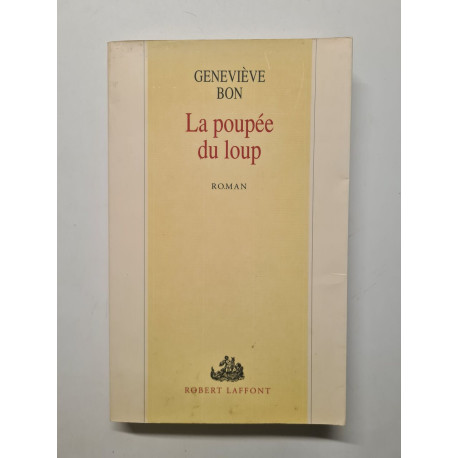 GENEVIÈVE
BON
La poupée
du loup
ROMAN
ROBERT LAFFONT